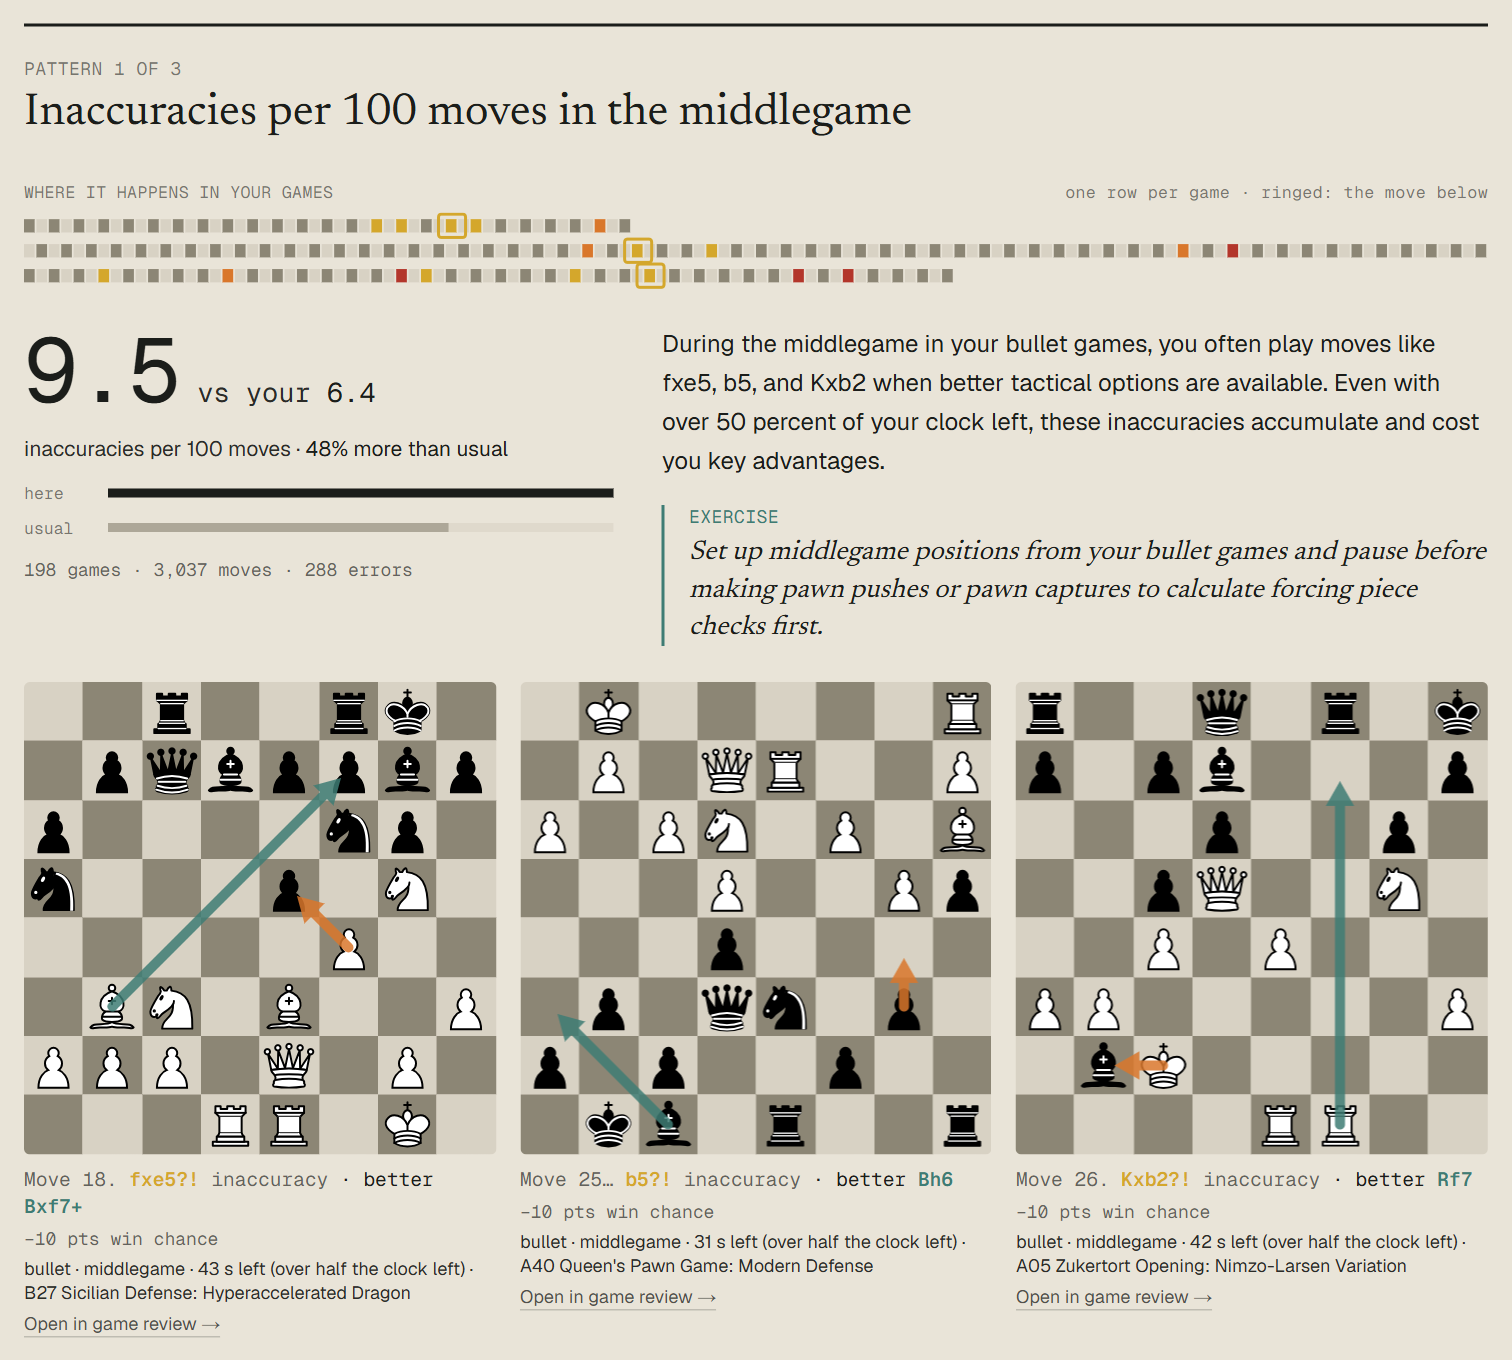 PATTERN 1 OF 3
Inaccuracies per 100 moves in the middlegame
WHERE IT HAPPENS IN YOUR GAMES
one row per game · ringed: the move below
9.5 vs your 6.4
inaccuracies per 100 moves · 48% more than usual
here
usual
198 games · 3,037 moves · 288 errors
During the middlegame in your bullet games, you often play moves like
fxe5, b5, and Kxb2 when better tactical options are available. Even with
over 50 percent of your clock left, these inaccuracies accumulate and cost
you key advantages.
EXERCISE
Set up middlegame positions from your bullet games and pause before
making pawn pushes or pawn captures to calculate forcing piece
checks first.
Move 18. fxe5?! inaccuracy · better
Bxf7+
−10 pts win chance
bullet · middlegame · 43 s left (over half the clock left) ·
B27 Sicilian Defense: Hyperaccelerated Dragon
Open in game review →
Move 25… b5?! inaccuracy · better Bh6
−10 pts win chance
bullet · middlegame · 31 s left (over half the clock left) ·
A40 Queen's Pawn Game: Modern Defense
Open in game review →
Move 26. Kxb2?! inaccuracy · better Rf7
−10 pts win chance
bullet · middlegame · 42 s left (over half the clock left) ·
A05 Zukertort Opening: Nimzo-Larsen Variation
Open in game review →